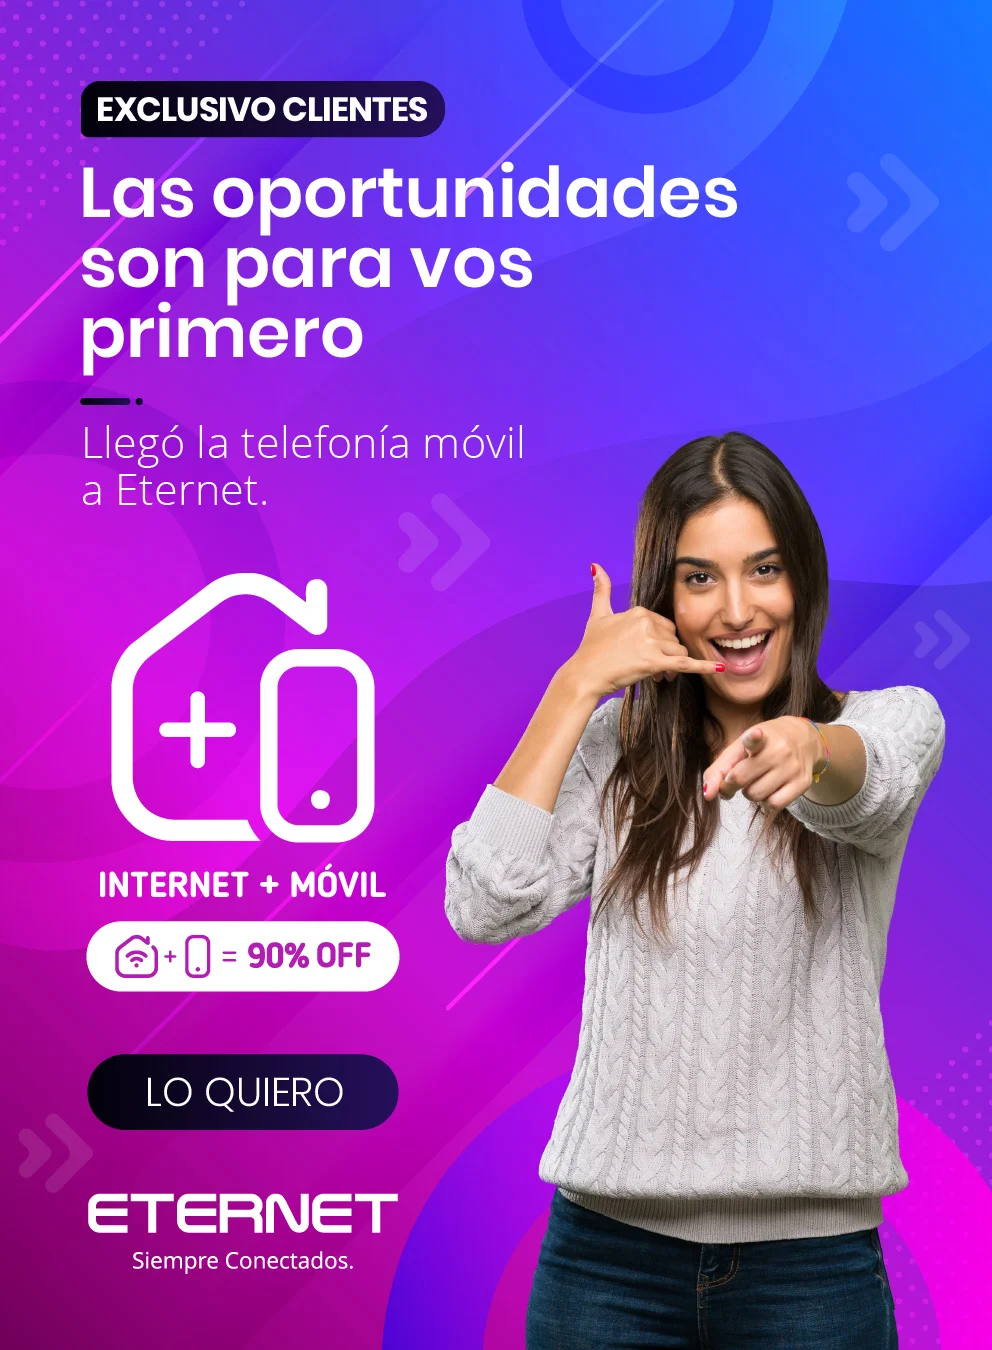 EXCLUSIVO CLIENTES
Las oportunidades
son para vos
primero
Llegó la telefonía móvil
a Eternet.
INTERNET + MÓVIL
+ = 90% OFF
LO QUIERO
ETERNET
Siempre Conectados.